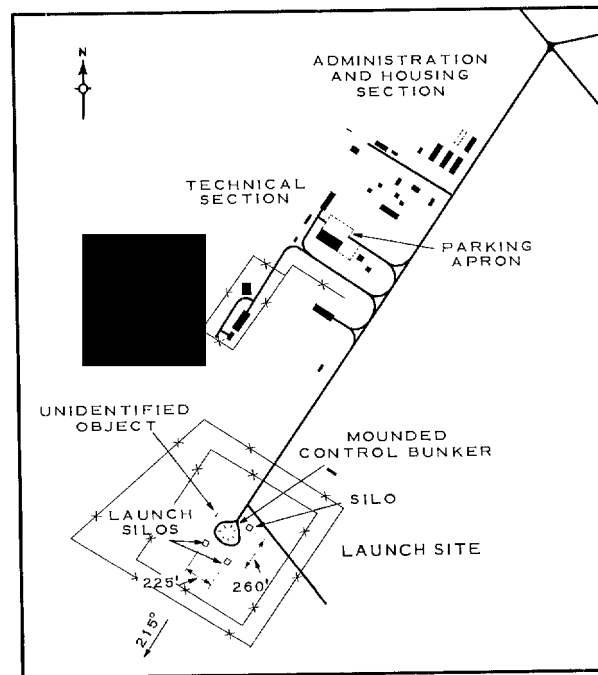 N
ADMINISTRATION
AND HOUSING
SECTION
TECHNICAL
SECTION
PARKING
APRON
UNIDENTIFIED
OBJECT
MOUNDED
CONTROL BUNKER
SILO
LAUNCH
SILOS
LAUNCH SITE
225'
260'
215°